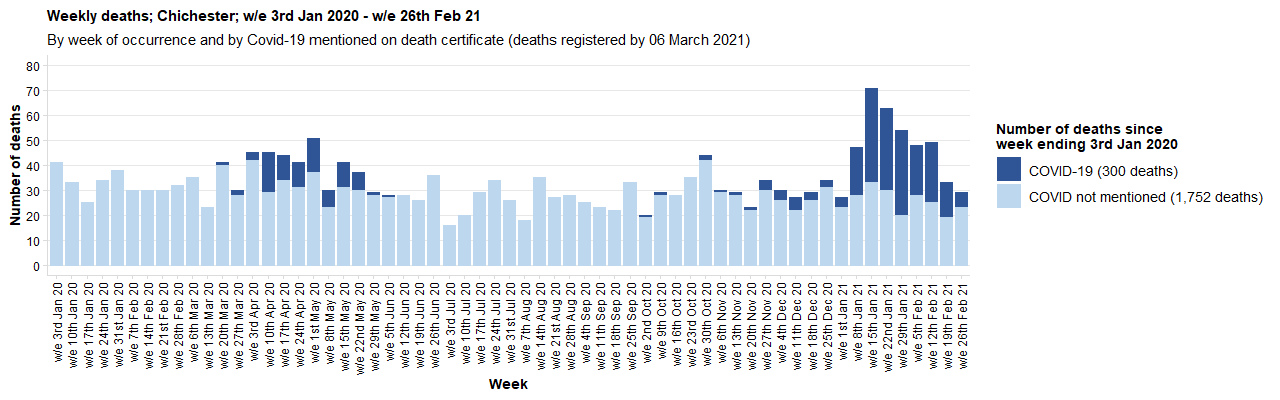 Weekly deaths; Chichester; w/e 3rd Jan 2020 - w/e 26th Feb 21
By week of occurrence and by Covid-19 mentioned on death certificate (deaths registered by 06 March 2021)
Number of deaths
80
70
60
50
40
30
20
10
0
w/e 3rd Jan 20
w/e 10th Jan 20
w/e 17th Jan 20
w/e 24th Jan 20
w/e 31st Jan 20
w/e 7th Feb 20
w/e 14th Feb 20
w/e 21st Feb 20
w/e 28th Feb 20
w/e 6th Mar 20
w/e 13th Mar 20
w/e 20th Mar 20
w/e 27th Mar 20
w/e 3rd Apr 20
w/e 10th Apr 20
w/e 17th Apr 20
w/e 24th Apr 20
w/e 1st May 20
w/e 8th May 20
w/e 15th May 20
w/e 22nd May 20
w/e 29th May 20
w/e 5th Jun 20
w/e 12th Jun 20
w/e 19th Jun 20
w/e 26th Jun 20
w/e 3rd Jul 20
w/e 10th Jul 20
w/e 17th Jul 20
w/e 24th Jul 20
w/e 31st Jul 20
w/e 7th Aug 20
w/e 14th Aug 20
w/e 21st Aug 20
w/e 28th Aug 20
w/e 4th Sep 20
w/e 11th Sep 20
w/e 18th Sep 20
w/e 25th Sep 20
w/e 2nd Oct 20
w/e 9th Oct 20
w/e 16th Oct 20
w/e 23rd Oct 20
w/e 30th Oct 20
w/e 6th Nov 20
w/e 13th Nov 20
w/e 20th Nov 20
w/e 27th Nov 20
w/e 4th Dec 20
w/e 11th Dec 20
w/e 18th Dec 20
w/e 25th Dec 20
w/e 1st Jan 21
w/e 8th Jan 21
w/e 15th Jan 21
w/e 22nd Jan 21
w/e 29th Jan 21
w/e 5th Feb 21
w/e 12th Feb 21
w/e 19th Feb 21
w/e 26th Feb 21
Week
Number of deaths since
week ending 3rd Jan 2020
COVID-19 (300 deaths)
COVID not mentioned (1,752 deaths)